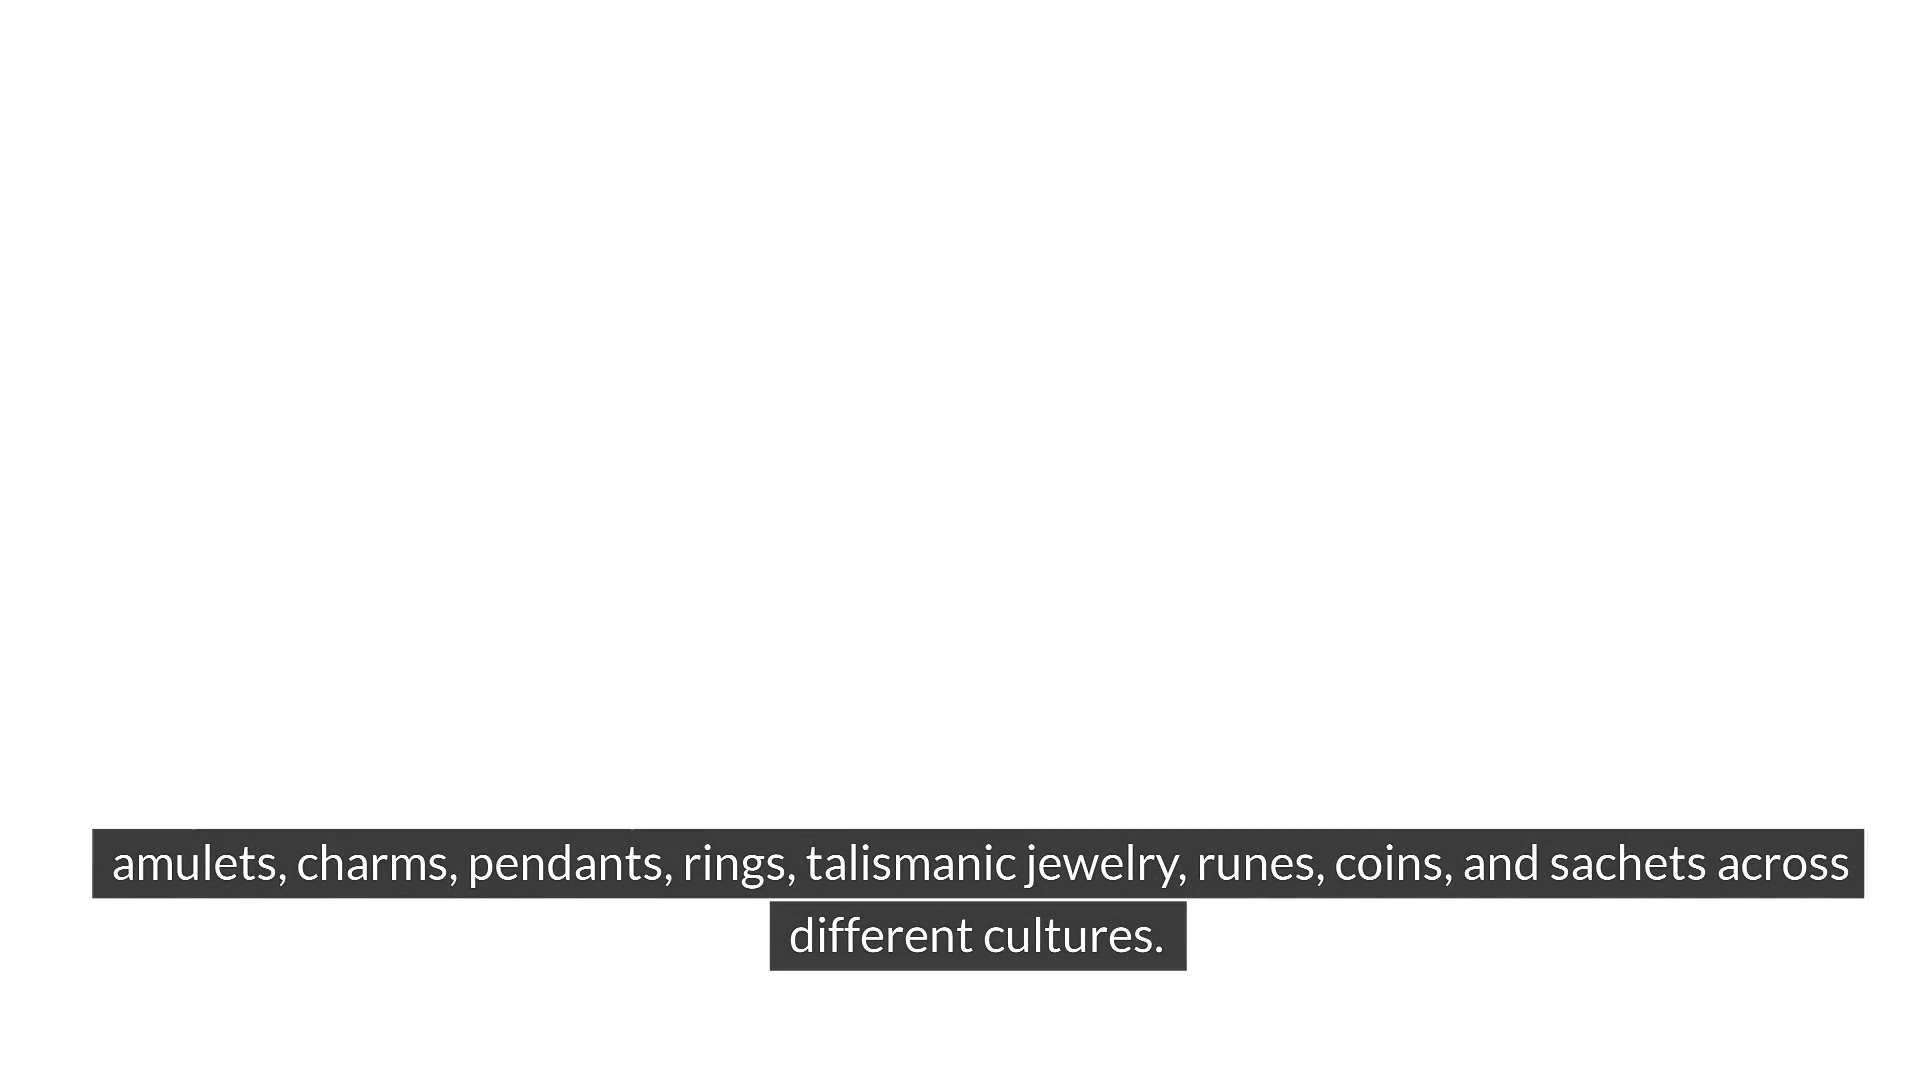 amulets, charms, pendants, rings, talismanic jewelry, runes, coins, and sachets across
different cultures.